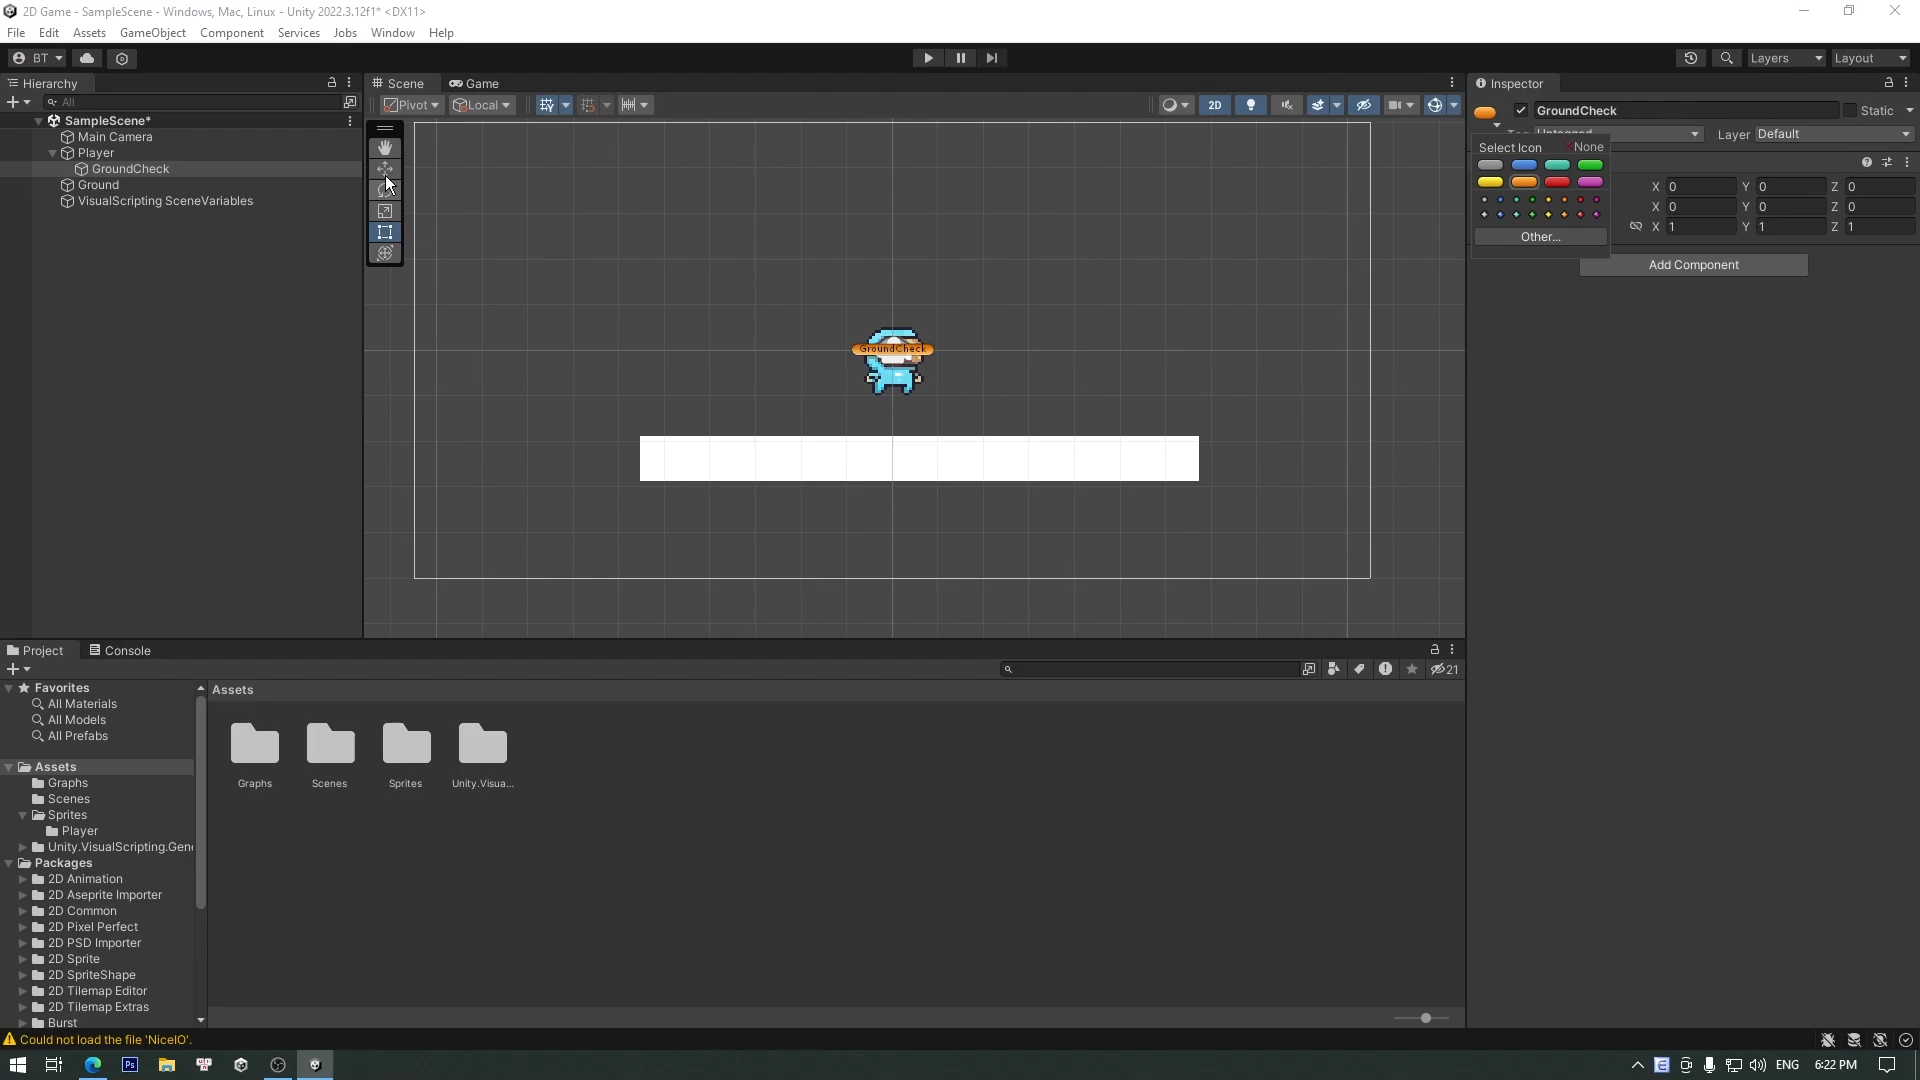 2D Game - SampleScene - Windows, Mac, Linux - Unity 2022.3.12f1* <DX11>
File Edit Assets GameObject Component Services Jobs Window Help
BT
Layers
Layout
Hierarchy
Scene
Game
Inspector
All
Pivot
Local
2D
GroundCheck
Static
SampleScene*
Main Camera
Player
GroundCheck
Ground
VisualScripting SceneVariables
Layer Default
Select Icon
None
X 0 Y 0 Z 0
X 0 Y 0 Z 0
X 1 Y 1 Z 1
Other...
Add Component
GroundCheck
Project
Console
21
Favorites
All Materials
All Models
All Prefabs
Assets
Graphs
Scenes
Sprites
Player
Unity.VisualScripting.Gene
Packages
2D Animation
2D Aseprite Importer
2D Common
2D Pixel Perfect
2D PSD Importer
2D Sprite
2D SpriteShape
2D Tilemap Editor
2D Tilemap Extras
Burst
Assets
Graphs
Scenes
Sprites
Unity.Visua...
Could not load the file 'NiceIO'.
Ps
ENG
6:22 PM